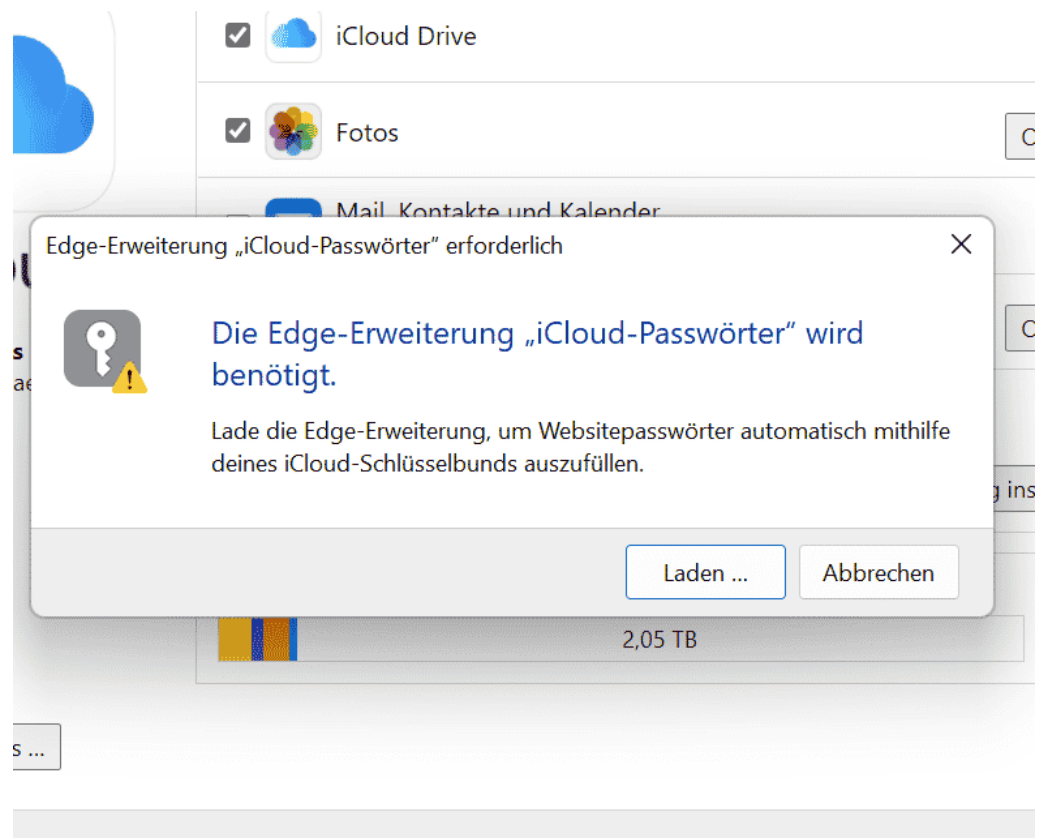 iCloud Drive
Fotos
Mail, Kontakte und Kalender
Edge-Erweiterung „iCloud-Passwörter“ erforderlich
Die Edge-Erweiterung „iCloud-Passwörter“ wird
benötigt.
Lade die Edge-Erweiterung, um Websitepasswörter automatisch mithilfe
deines iCloud-Schlüsselbunds auszufüllen.
Laden ...
Abbrechen
2,05 TB
s ...